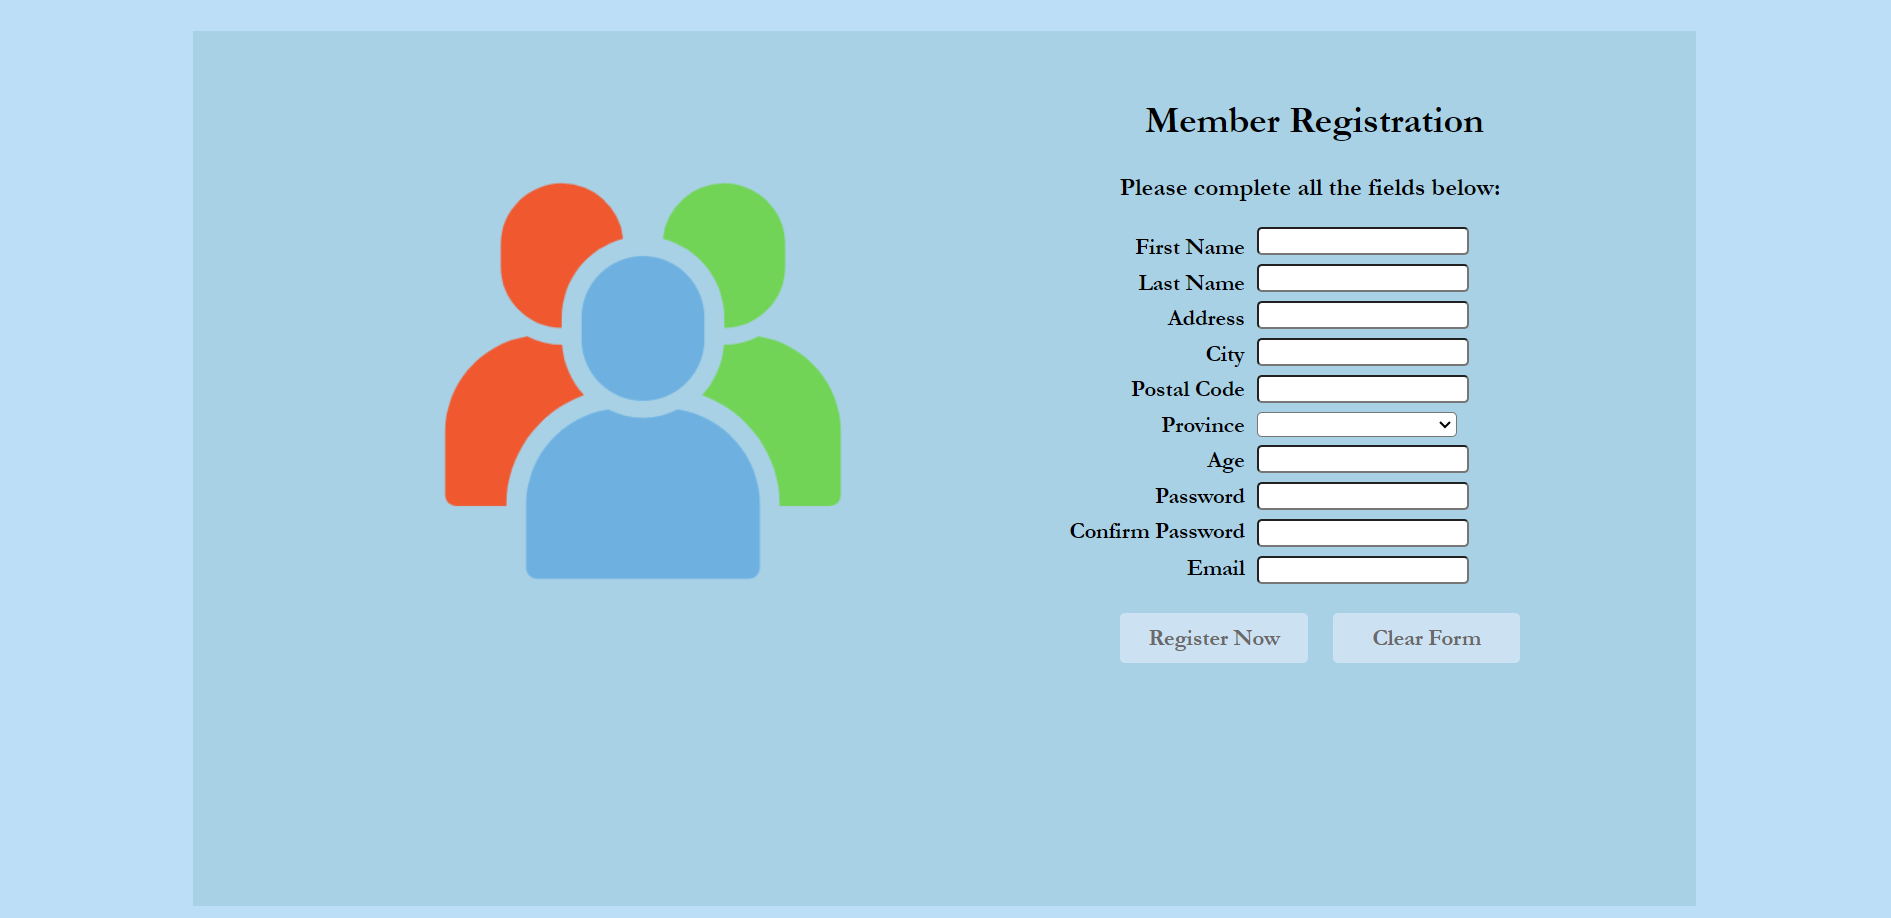 Member Registration
Please complete all the fields below:
First Name
Last Name
Address
City
Postal Code
Province
Age
Password
Confirm Password
Email
Register Now Clear Form